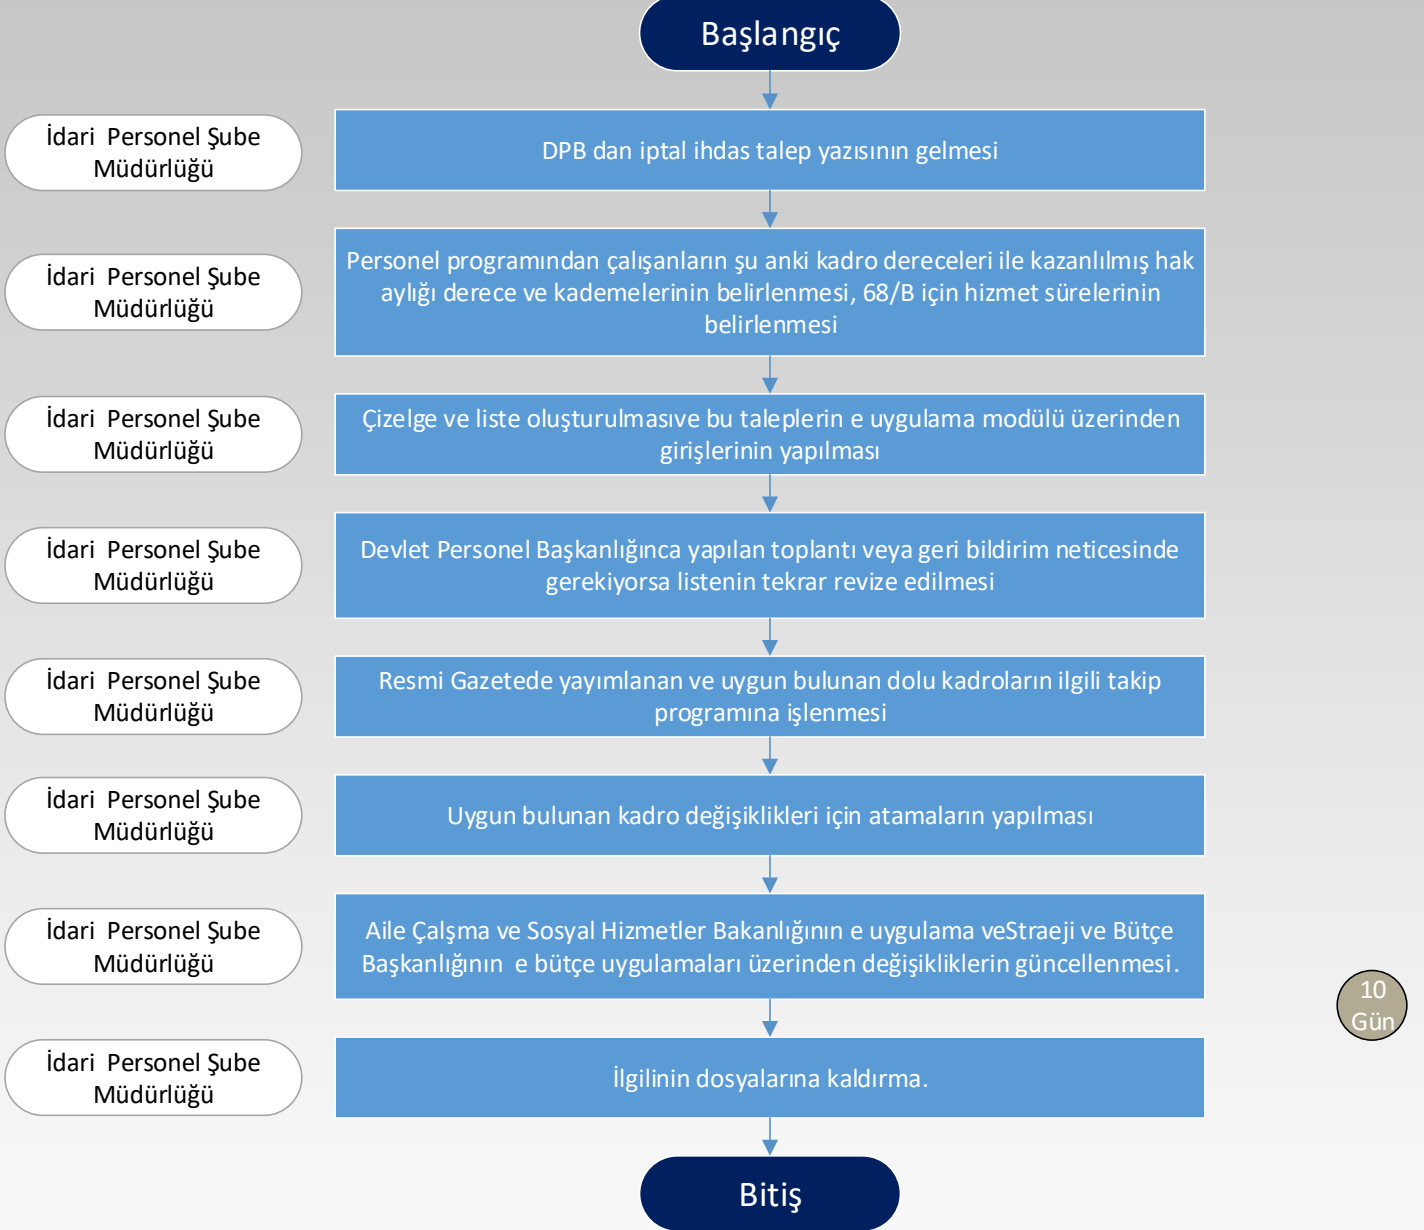 Başlangıç
İdari Personel Şube
Müdürlüğü
DPB dan iptal ihdas talep yazısının gelmesi
İdari Personel Şube
Müdürlüğü
Personel programından çalışanların şu anki kadro dereceleri ile kazanlılmış hak
aylığı derece ve kademelerinin belirlenmesi, 68/B için hizmet sürelerinin
belirlenmesi
İdari Personel Şube
Müdürlüğü
Çizelge ve liste oluşturulmasıve bu taleplerin e uygulama modülü üzerinden
girişlerinin yapılması
İdari Personel Şube
Müdürlüğü
Devlet Personel Başkanlığınca yapılan toplantı veya geri bildirim neticesinde
gerekiyorsa listenin tekrar revize edilmesi
İdari Personel Şube
Müdürlüğü
Resmi Gazetede yayımlanan ve uygun bulunan dolu kadroların ilgili takip
programına işlenmesi
İdari Personel Şube
Müdürlüğü
Uygun bulunan kadro değişiklikleri için atamaların yapılması
İdari Personel Şube
Müdürlüğü
Aile Çalşma ve Sosyal Hizmetler Bakanlığının e uygulama veStraeji ve Bütçe
Başkanlığının e bütçe uygulamaları üzerinden değişikliklerin güncellenmesi.
10
Gün
İdari Personel Şube
Müdürlüğü
İlgilinin dosyalarına kaldırma.
Bitiş